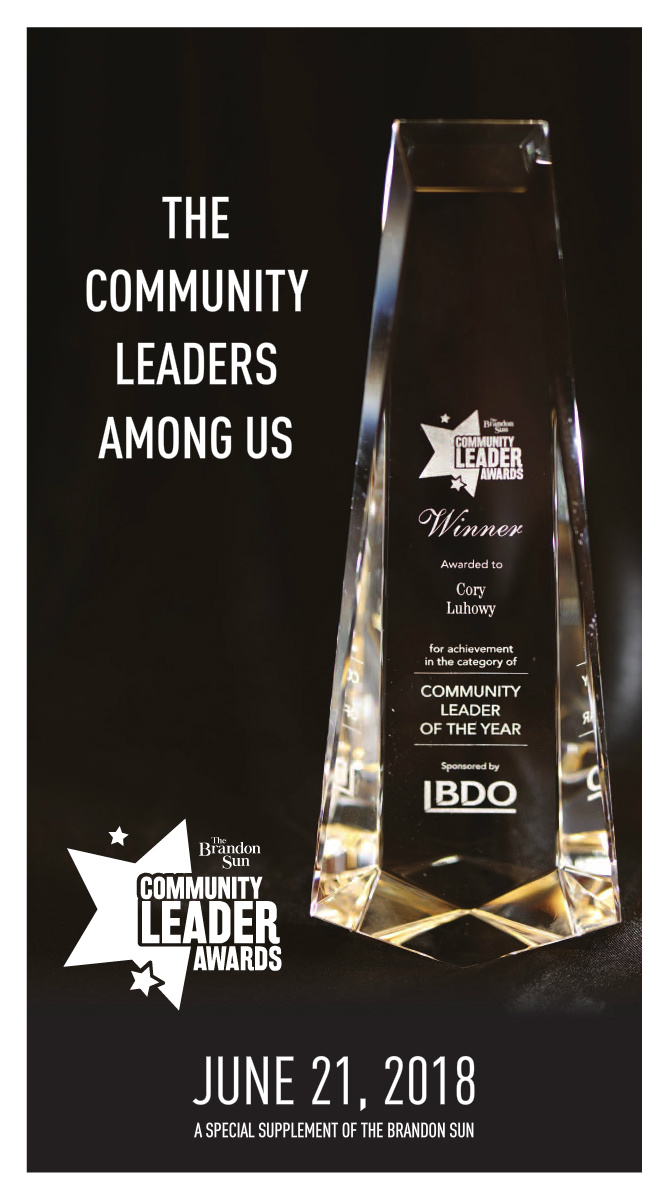 THE
COMMUNITY
LEADERS
AMONG US
The
Brandon
Sun
COMMUNITY
LEADER
AWARDS
Winner
Awarded to
Cory
Luhowy
for achievement
in the category of
COMMUNITY
LEADER
OF THE YEAR
Sponsored by
BDO
The
Brandon
Sun
COMMUNITY
LEADER
AWARDS
JUNE 21, 2018
A SPECIAL SUPPLEMENT OF THE BRANDON SUN